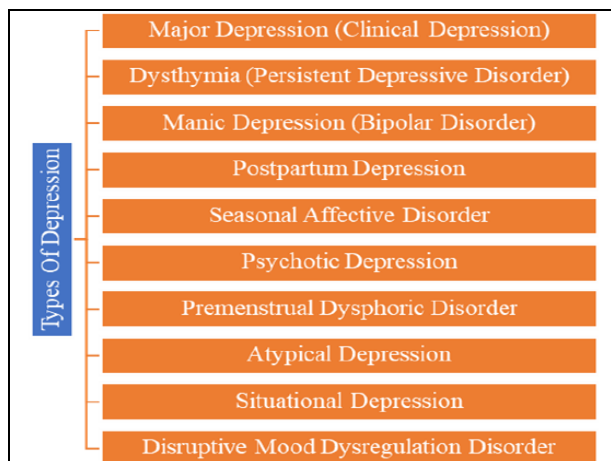 Types Of Depression
Major Depression (Clinical Depression)
Dysthymia (Persistent Depressive Disorder)
Manic Depression (Bipolar Disorder)
Postpartum Depression
Seasonal Affective Disorder
Psychotic Depression
Premenstrual Dysphoric Disorder
Atypical Depression
Situational Depression
Disruptive Mood Dysregulation Disorder